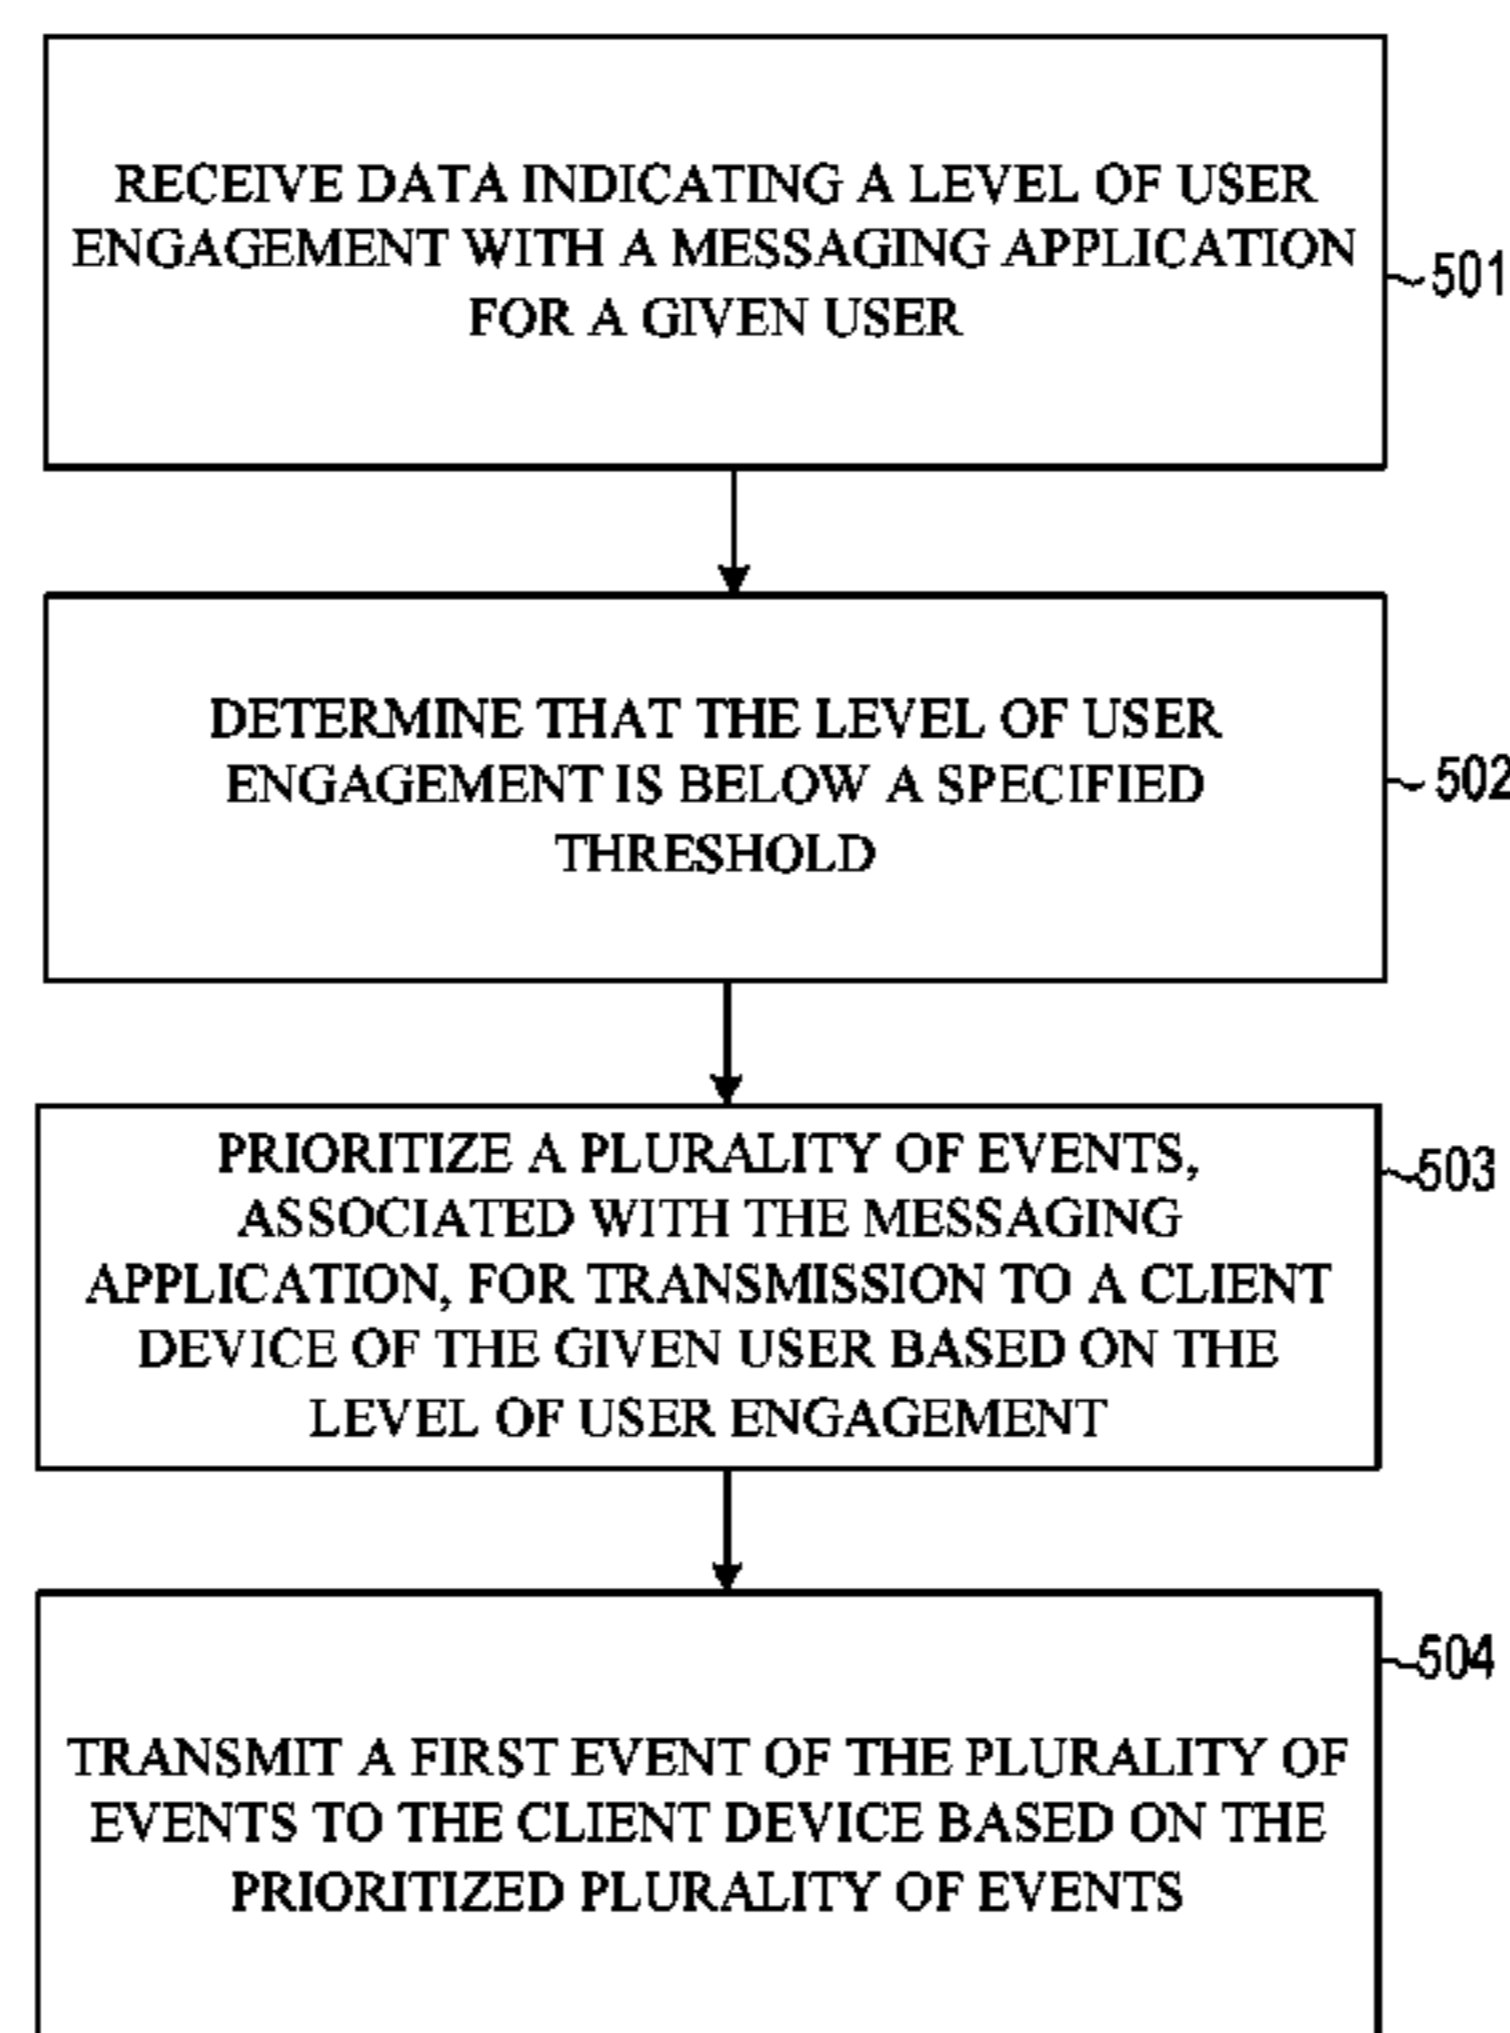 RECEIVE DATA INDICATING A LEVEL OF USER
ENGAGEMENT WITH A MESSAGING APPLICATION
FOR A GIVEN USER
501
DETERMINE THAT THE LEVEL OF USER
ENGAGEMENT IS BELOW A SPECIFIED
THRESHOLD
502
PRIORITIZE A PLURALITY OF EVENTS,
ASSOCIATED WITH THE MESSAGING
APPLICATION, FOR TRANSMISSION TO A CLIENT
DEVICE OF THE GIVEN USER BASED ON THE
LEVEL OF USER ENGAGEMENT
503
TRANSMIT A FIRST EVENT OF THE PLURALITY OF
EVENTS TO THE CLIENT DEVICE BASED ON THE
PRIORITIZED PLURALITY OF EVENTS
504